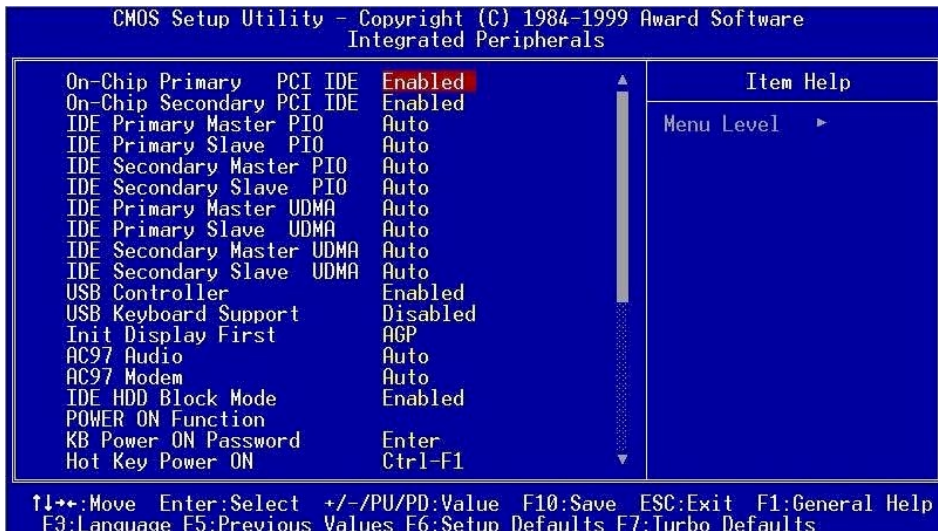 CMOS Setup Utility - Copyright (C) 1984-1999 Award Software
Integrated Peripherals
On-Chip Primary PCI IDE Enabled
On-Chip Secondary PCI IDE Enabled
IDE Primary Master PIO Auto
IDE Primary Slave PIO Auto
IDE Secondary Master PIO Auto
IDE Secondary Slave PIO Auto
IDE Primary Master UDMA Auto
IDE Primary Slave UDMA Auto
IDE Secondary Master UDMA Auto
IDE Secondary Slave UDMA Auto
USB Controller Enabled
USB Keyboard Support Disabled
Init Display First AGP
AC97 Audio Auto
AC97 Modem Auto
IDE HDD Block Mode Enabled
POWER ON Function
KB Power ON Password Enter
Hot Key Power ON Ctrl-F1
Item Help
Menu Level ►
↑↓→←:Move Enter:Select +/-/PU/PD:Value F10:Save ESC:Exit F1:General Help
F3:Language F5:Previous Values F6:Setup Defaults F7:Turbo Defaults